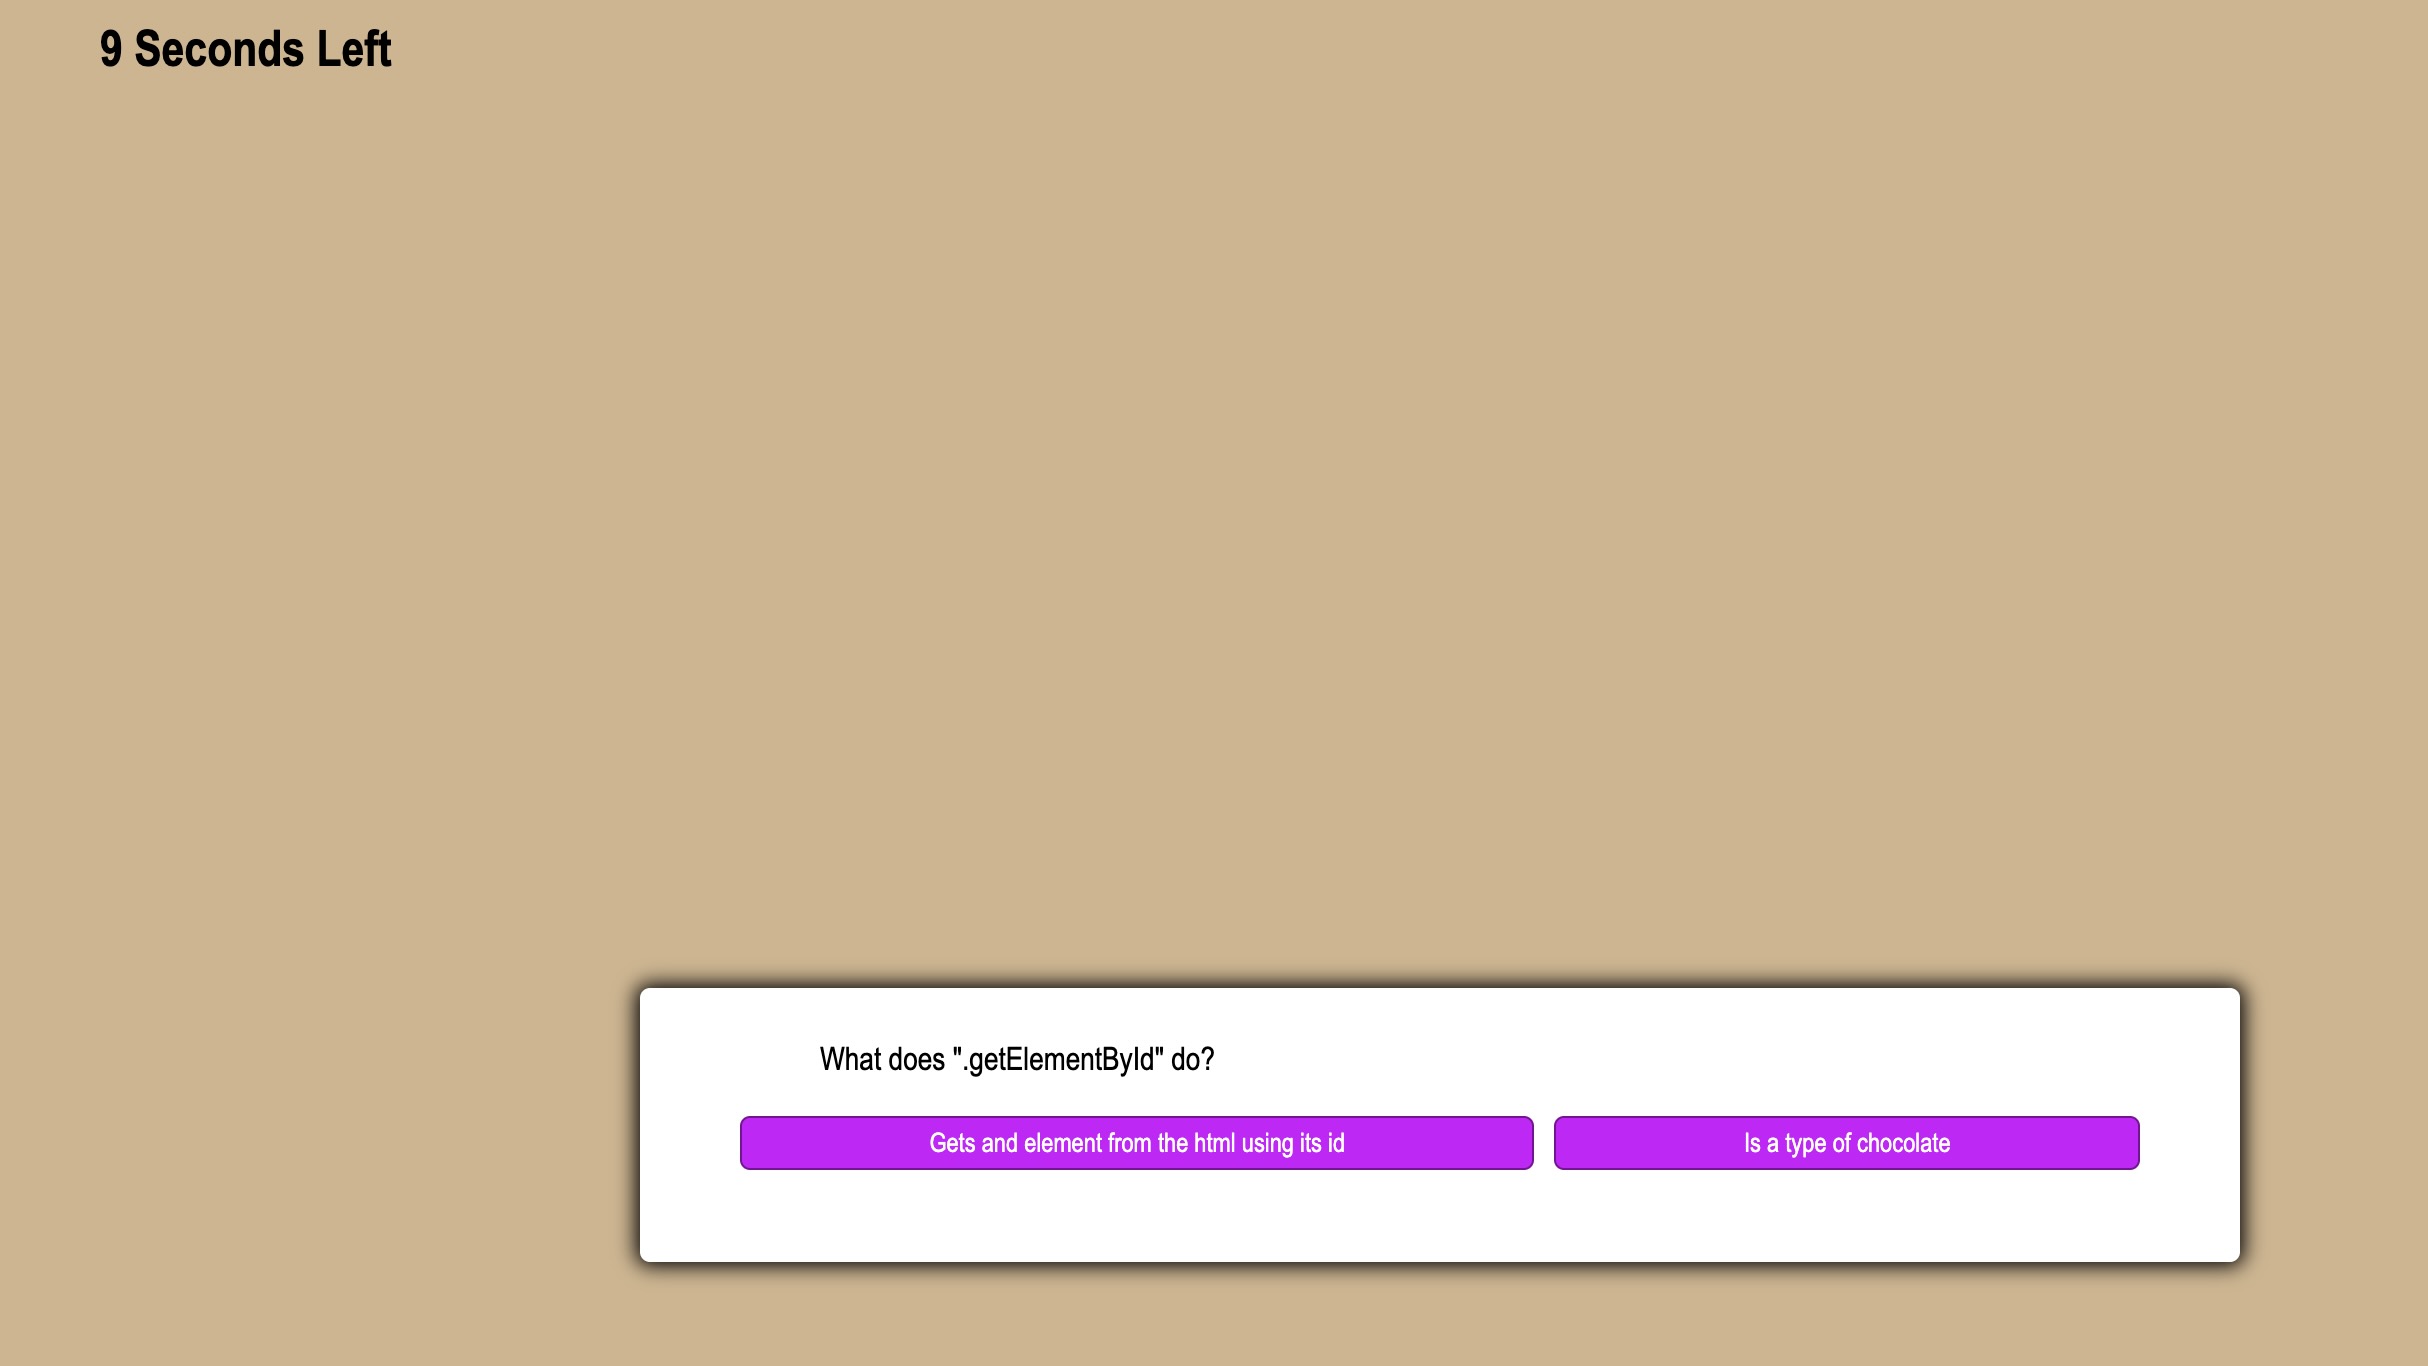 9 Seconds Left
What does ".getElementById" do?
Gets and element from the html using its id
Is a type of chocolate